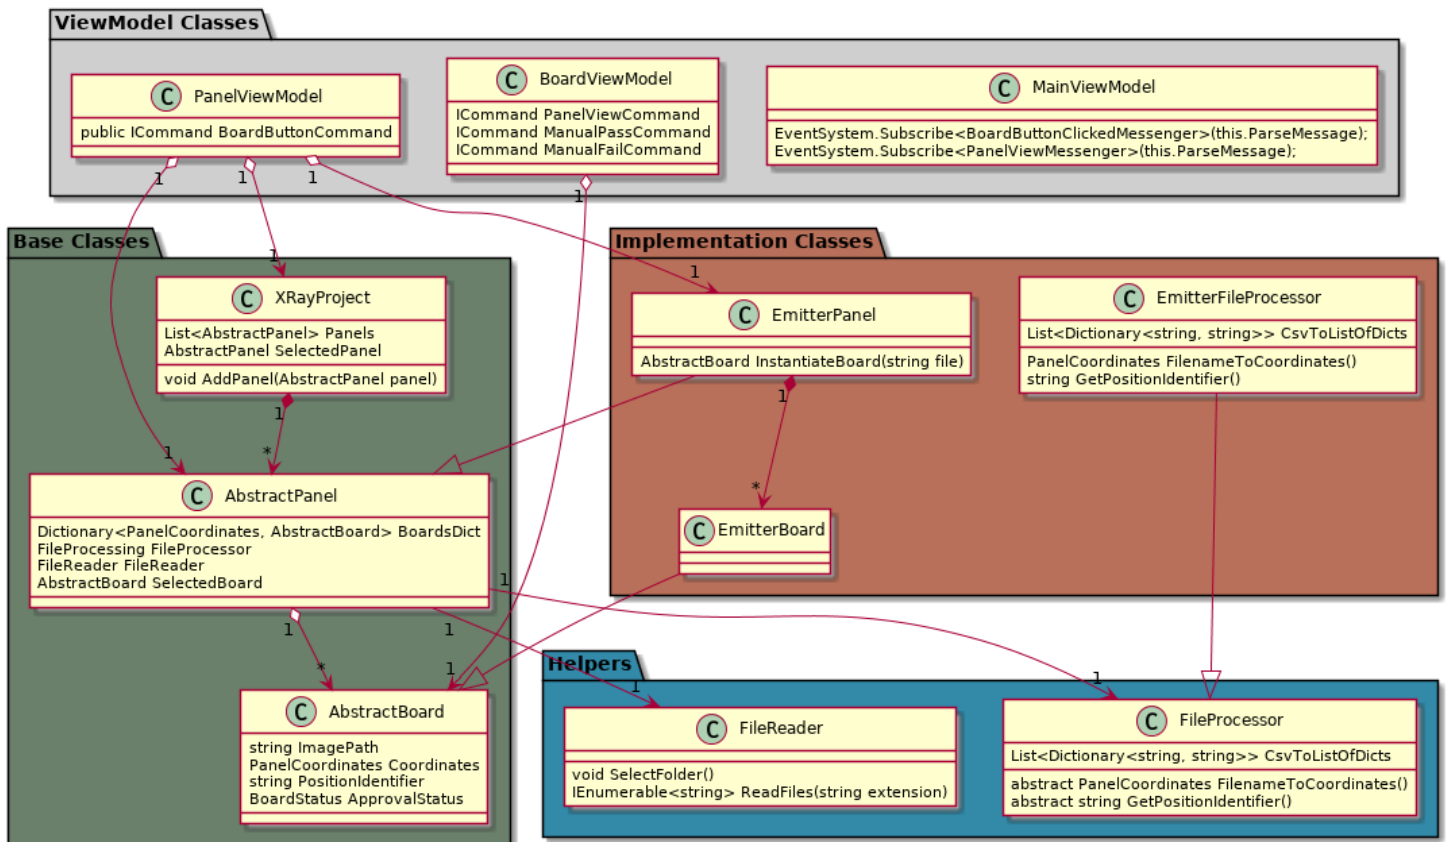 ViewModel Classes
C PanelViewModel
public ICommand BoardButtonCommand
C BoardViewModel
ICommand PanelViewCommand
ICommand ManualPassCommand
ICommand ManualFailCommand
C MainViewModel
EventSystem.Subscribe<BoardButtonClickedMessenger>(this.ParseMessage);
EventSystem.Subscribe<PanelViewMessenger>(this.ParseMessage);
1
1
1
1
Base Classes
1
C XRayProject
List<AbstractPanel> Panels
AbstractPanel SelectedPanel
void AddPanel(AbstractPanel panel)
1
*
1
C AbstractPanel
Dictionary<PanelCoordinates, AbstractBoard> BoardsDict
FileProcessing FileProcessor
FileReader FileReader
AbstractBoard SelectedBoard
1
1
1
*
1
C AbstractBoard
string ImagePath
PanelCoordinates Coordinates
string PositionIdentifier
BoardStatus ApprovalStatus
Implementation Classes
1
C EmitterPanel
AbstractBoard InstantiateBoard(string file)
1
*
C EmitterBoard
C EmitterFileProcessor
List<Dictionary<string, string>> CsvToListOfDicts
PanelCoordinates FilenameToCoordinates()
string GetPositionIdentifier()
Helpers
1
1
C FileReader
void SelectFolder()
IEnumerable<string> ReadFiles(string extension)
C FileProcessor
List<Dictionary<string, string>> CsvToListOfDicts
abstract PanelCoordinates FilenameToCoordinates()
abstract string GetPositionIdentifier()